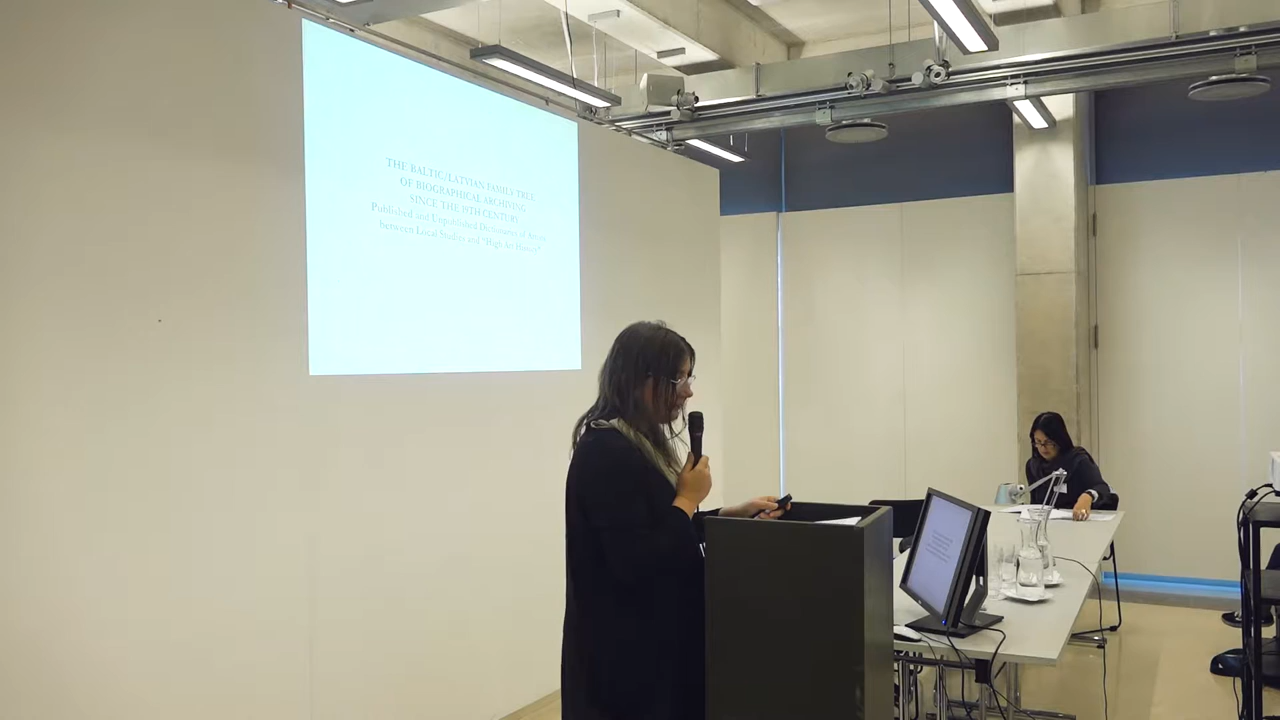 THE BALTIC/LATVIAN FAMILY TREE
OF BIOGRAPHICAL ARCHIVING
SINCE THE 19TH CENTURY
Published and Unpublished Dictionaries of Artists
between Local Studies and "High Art History"